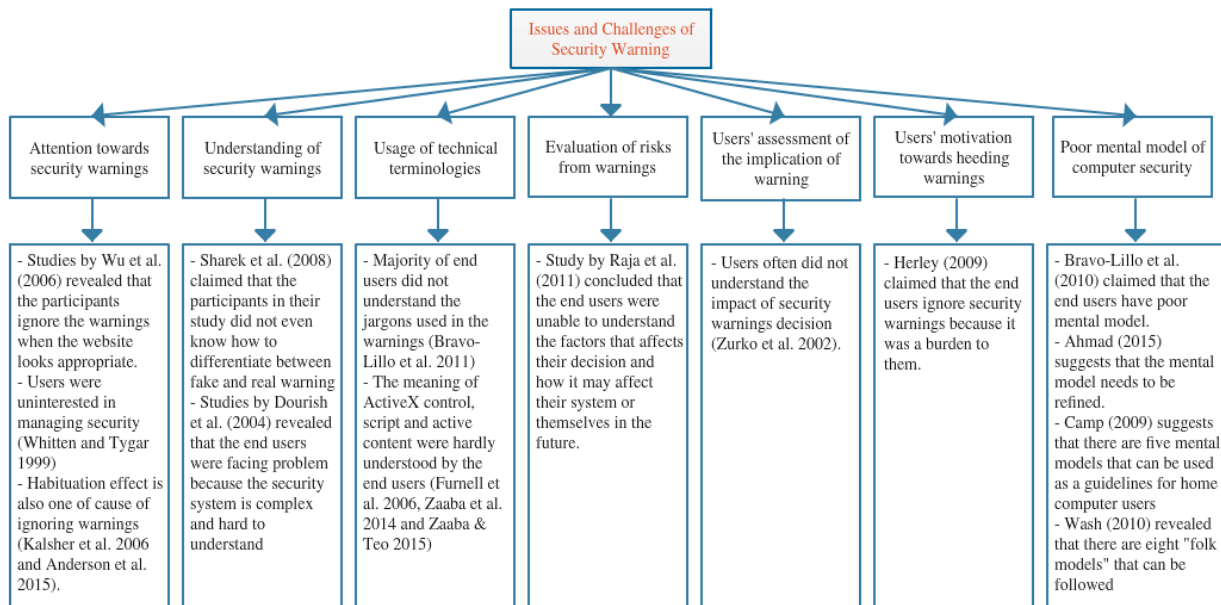 Issues and Challenges of
Security Warning
Attention towards
security warnings
Understanding of
security warnings
Usage of technical
terminologies
Evaluation of risks
from warnings
Users' assessment of
the implication of
warning
Users' motivation
towards heeding
warnings
Poor mental model of
computer security
- Studies by Wu et al.
(2006) revealed that
the participants
ignore the warnings
when the website
looks appropriate.
- Users were
uninterested in
managing security
(Whitten and Tygar
1999)
- Habituation effect is
also one of cause of
ignoring warnings
(Kalsher et al. 2006
and Anderson et al.
2015).
- Sharek et al. (2008)
claimed that the
participants in their
study did not even
know how to
differentiate between
fake and real warning
- Studies by Dourish
et al. (2004) revealed
that the end users
were facing problem
because the security
system is complex
and hard to
understand
- Majority of end
users did not
understand the
jargons used in the
warnings (Bravo-
Lillo et al. 2011)
- The meaning of
ActiveX control,
script and active
content were hardly
understood by the
end users (Furnell et
al. 2006, Zaaba et al.
2014 and Zaaba &
Teo 2015)
- Study by Raja et al.
(2011) concluded that
the end users were
unable to understand
the factors that affects
their decision and
how it may affect
their system or
themselves in the
future.
- Users often did not
understand the
impact of security
warnings decision
(Zurko et al. 2002).
- Herley (2009)
claimed that the end
users ignore security
warnings because it
was a burden to
them.
- Bravo-Lillo et al.
(2010) claimed that the
end users have poor
mental model.
- Ahmad (2015)
suggests that the mental
model needs to be
refined.
- Camp (2009) suggests
that there are five mental
models that can be used
as a guidelines for home
computer users
- Wash (2010) revealed
that there are eight "folk
models" that can be
followed